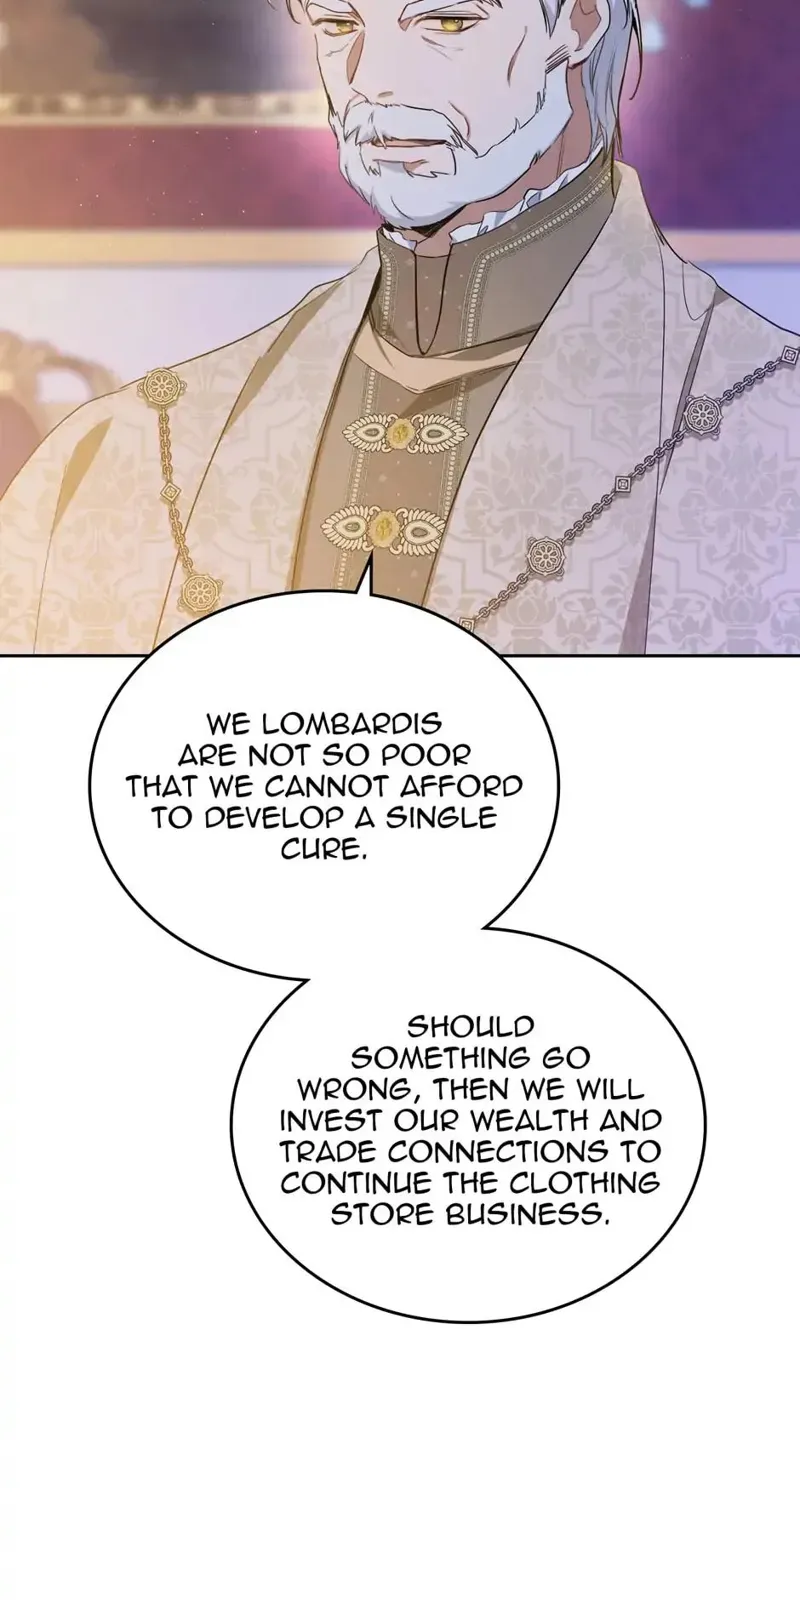 WE LOMBARDIS
ARE NOT SO POOR
THAT WE CANNOT AFFORD
TO DEVELOP A SINGLE
CURE.
SHOULD
SOMETHING GO
WRONG, THEN WE WILL
INVEST OUR WEALTH AND
TRADE CONNECTIONS TO
CONTINUE THE CLOTHING
STORE BUSINESS.